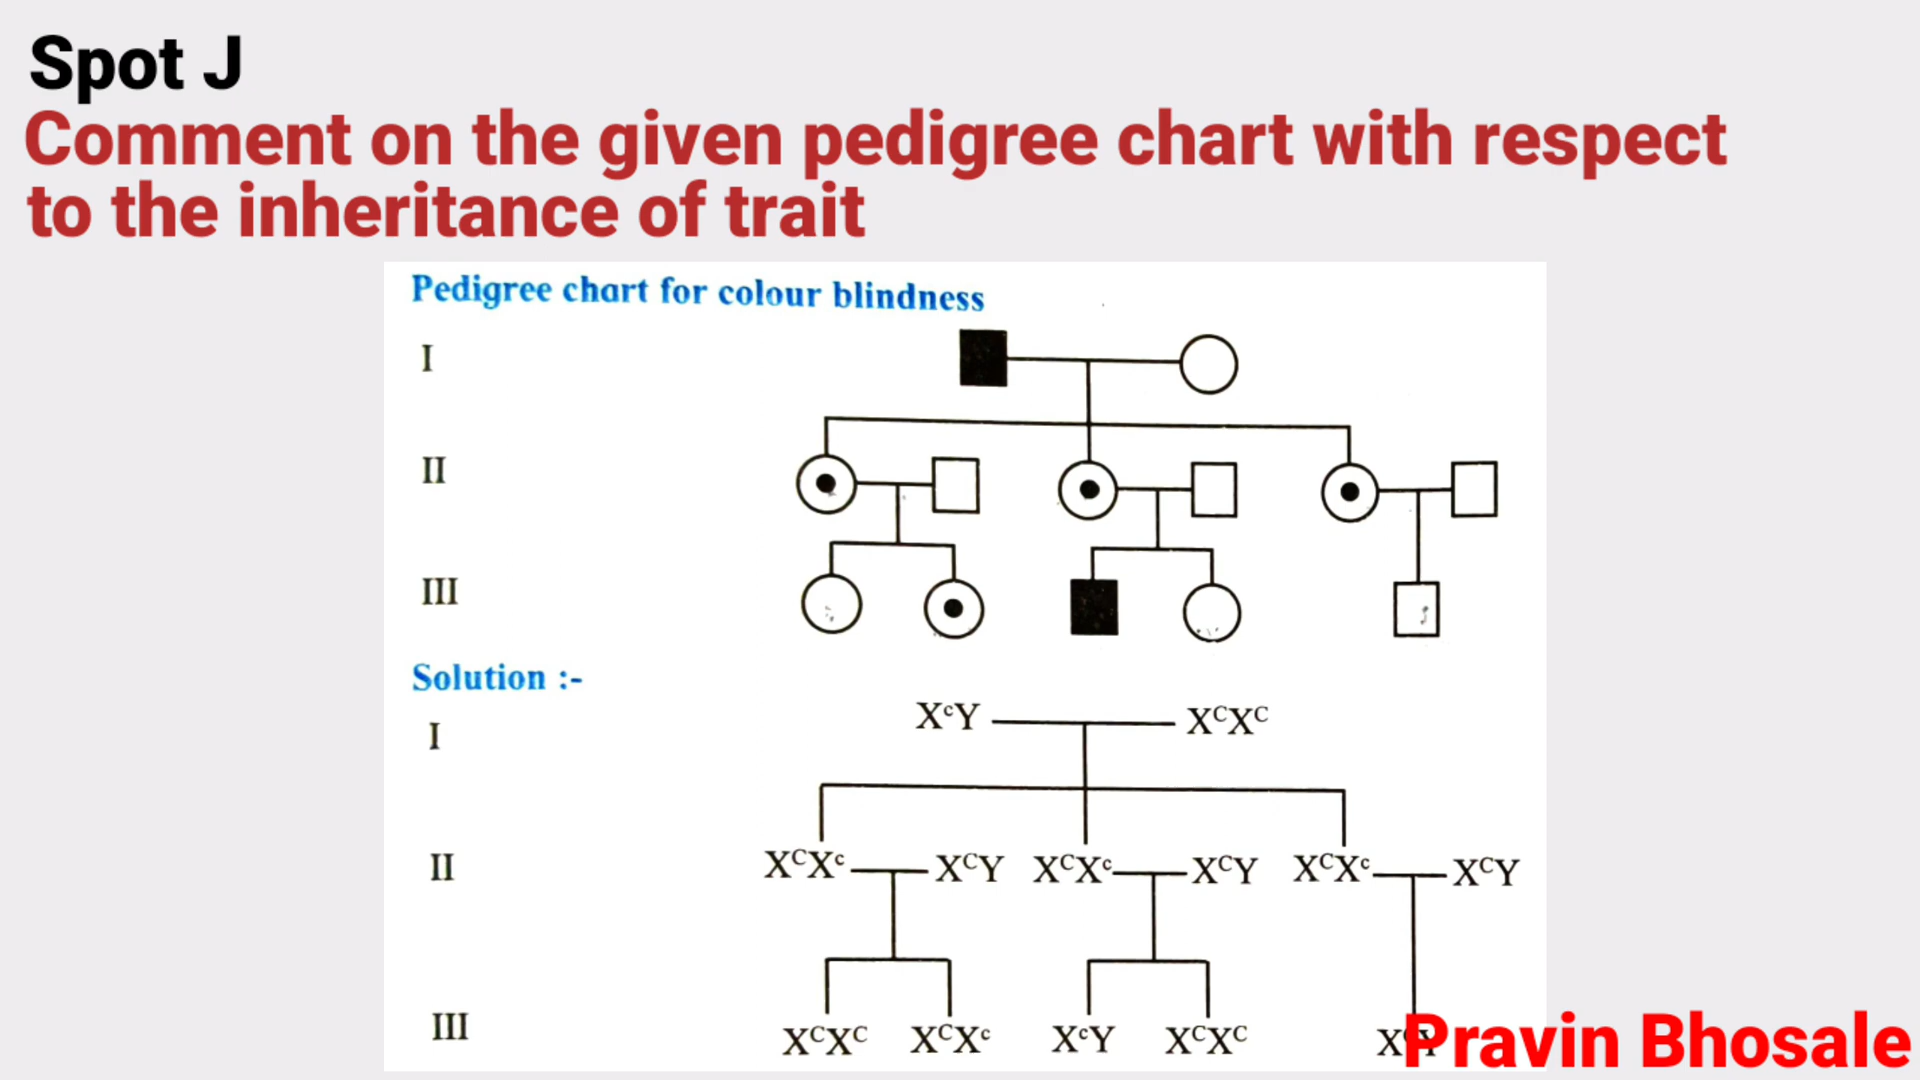 Spot J
Comment on the given pedigree chart with respect
to the inheritance of trait
Pedigree chart for colour blindness
I
II
III
Solution :-
I
XᶜY XCXC
II
XCXᶜ XCY XCXᶜ XCY XCXᶜ XCY
III
XCXC XCXᶜ XᶜY XCXC
Pravin Bhosale